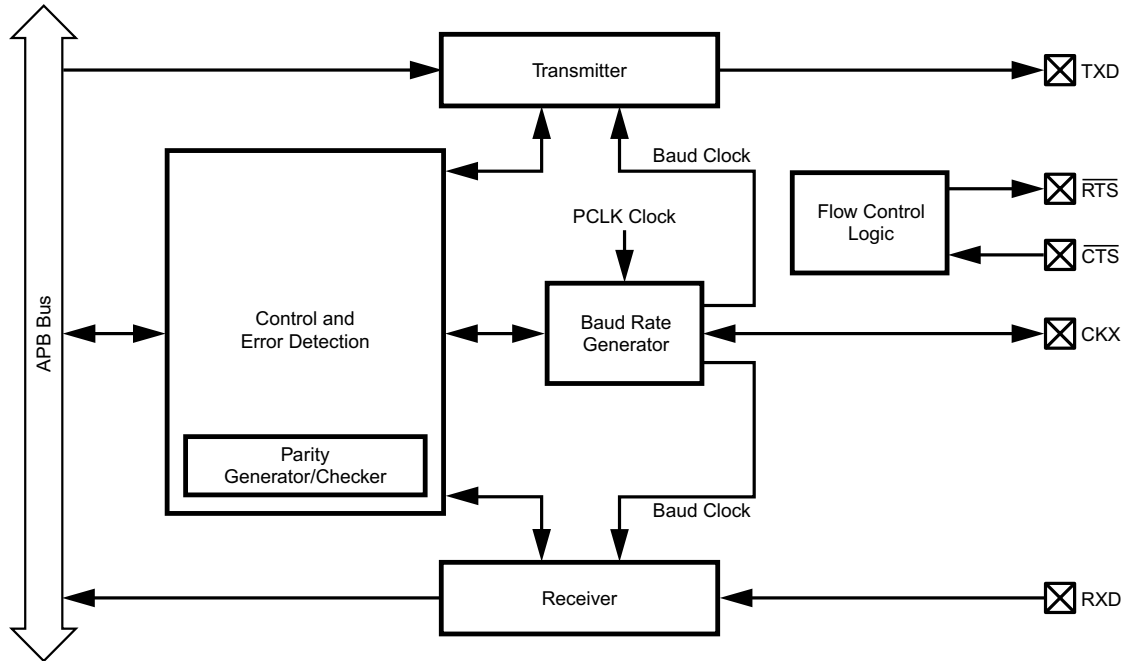 Transmitter
TXD
Baud Clock
RTS
PCLK Clock
Flow Control
Logic
CTS
APB Bus
Control and
Error Detection
Baud Rate
Generator
CKX
Parity
Generator/Checker
Baud Clock
Receiver
RXD